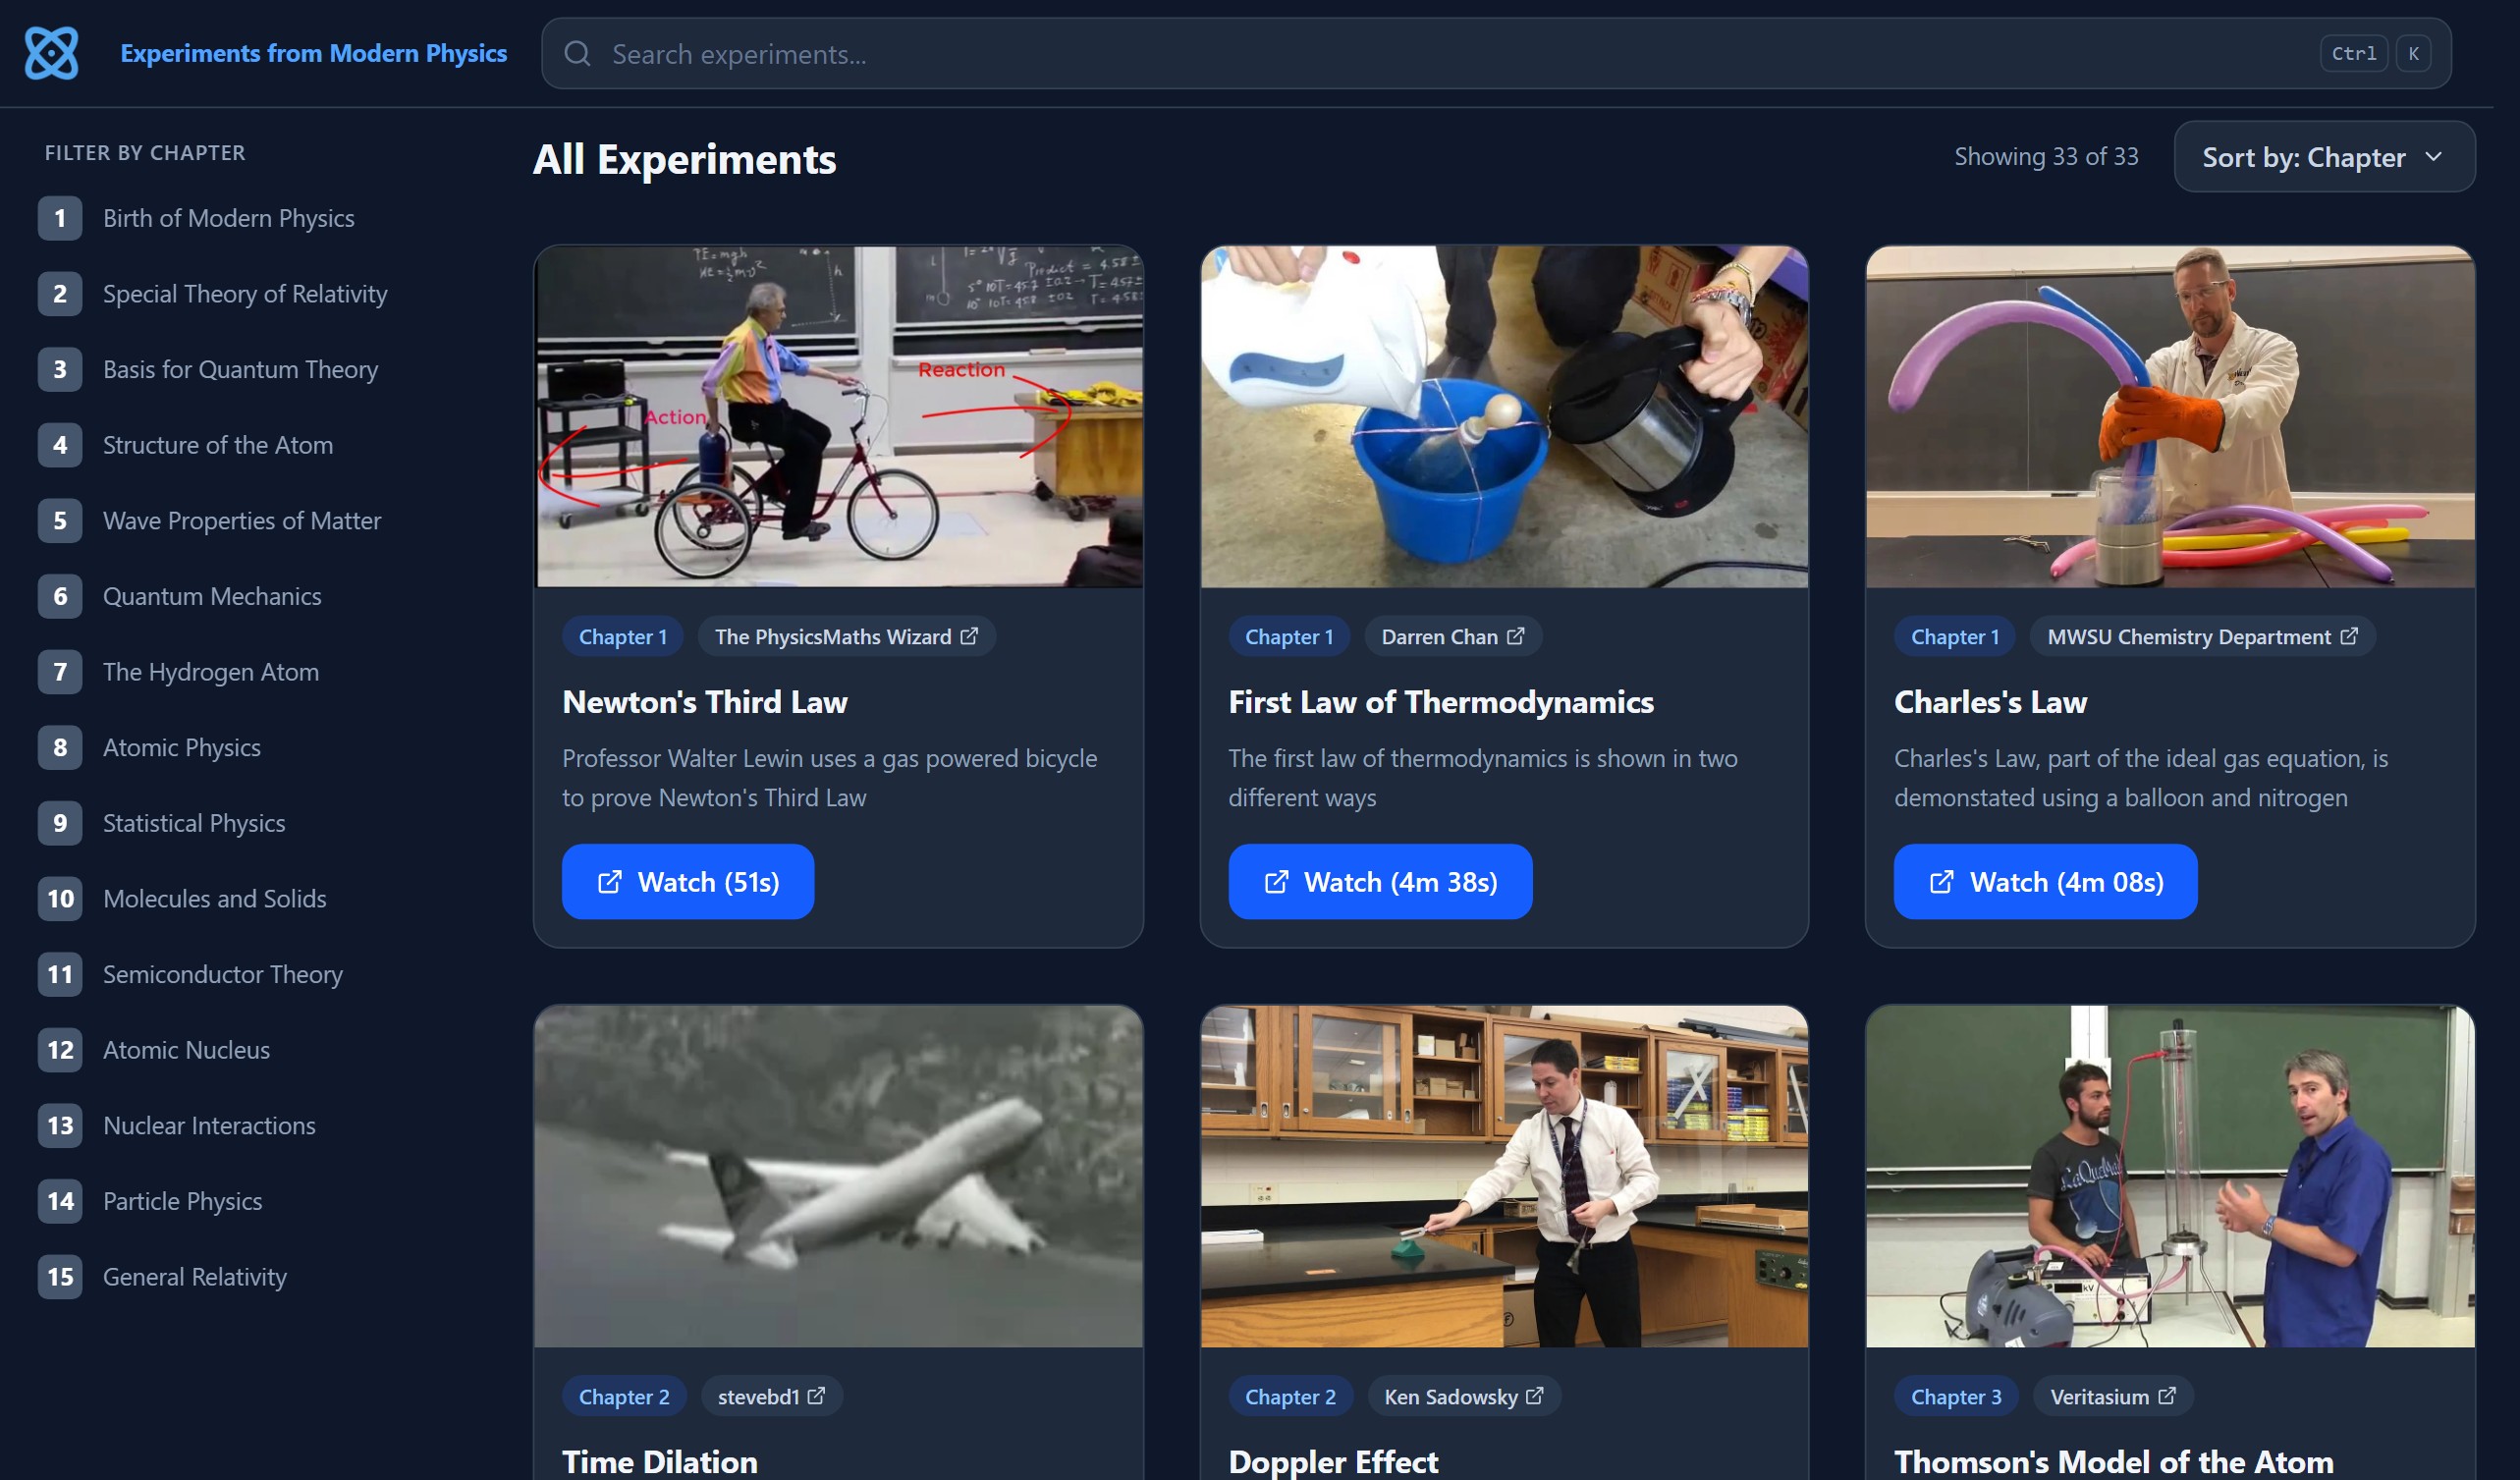 Experiments from Modern Physics
Search experiments...
Ctrl K
FILTER BY CHAPTER
1 Birth of Modern Physics
2 Special Theory of Relativity
3 Basis for Quantum Theory
4 Structure of the Atom
5 Wave Properties of Matter
6 Quantum Mechanics
7 The Hydrogen Atom
8 Atomic Physics
9 Statistical Physics
10 Molecules and Solids
11 Semiconductor Theory
12 Atomic Nucleus
13 Nuclear Interactions
14 Particle Physics
15 General Relativity
All Experiments
Showing 33 of 33
Sort by: Chapter
PE=mgh
h
Product = 4.58 ±
Action
Reaction
Chapter 1
The PhysicsMaths Wizard
Newton's Third Law
Professor Walter Lewin uses a gas powered bicycle
to prove Newton's Third Law
Watch (51s)
Chapter 1
Darren Chan
First Law of Thermodynamics
The first law of thermodynamics is shown in two
different ways
Watch (4m 38s)
Chapter 1
MWSU Chemistry Department
Charles's Law
Charles's Law, part of the ideal gas equation, is
demonstated using a balloon and nitrogen
Watch (4m 08s)
Chapter 2
stevebd1
Time Dilation
Chapter 2
Ken Sadowsky
Doppler Effect
kV
Chapter 3
Veritasium
Thomson's Model of the Atom